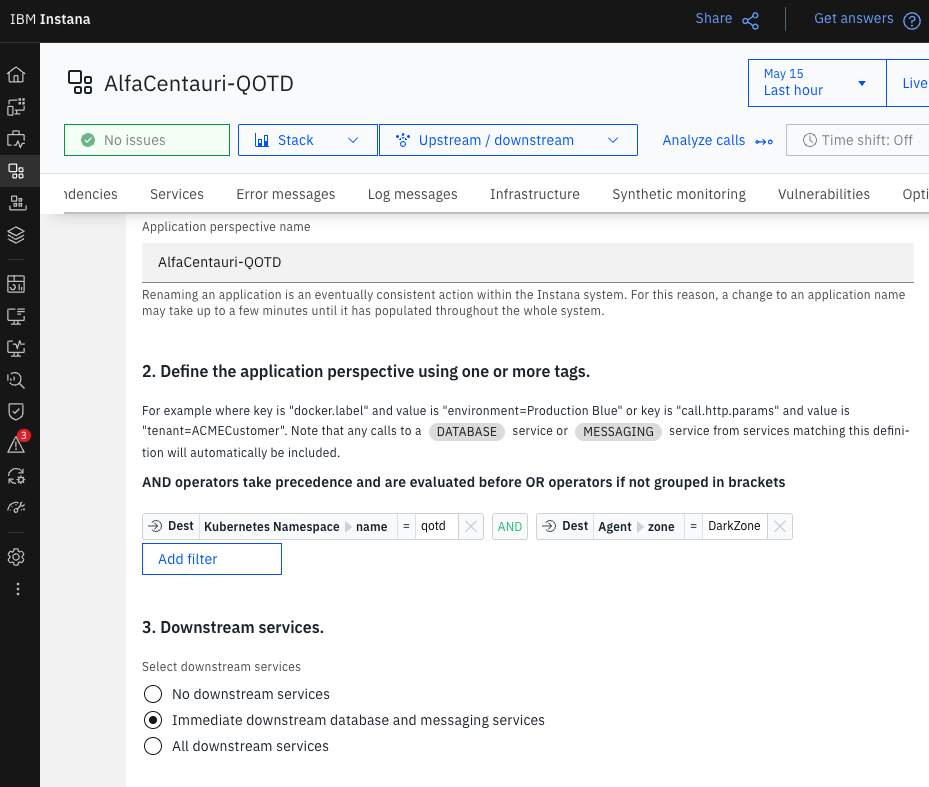 IBM Instana
Share
Get answers
AlfaCentauri-QOTD
May 15
Last hour
Live
No issues
Stack
Upstream / downstream
Analyze calls
Time shift: Off
ndencies Services Error messages Log messages Infrastructure Synthetic monitoring Vulnerabilities Opti
3
Application perspective name
AlfaCentauri-QOTD
Renaming an application is an eventually consistent action within the Instana system. For this reason, a change to an application name
may take up to a few minutes until it has populated throughout the whole system.
2. Define the application perspective using one or more tags.
For example where key is "docker.label" and value is "environment=Production Blue" or key is "call.http.params" and value is
"tenant=ACMECustomer". Note that any calls to a DATABASE service or MESSAGING service from services matching this defini-
tion will automatically be included.
AND operators take precedence and are evaluated before OR operators if not grouped in brackets
Dest Kubernetes Namespace name = qotd AND Dest Agent zone = DarkZone
Add filter
3. Downstream services.
Select downstream services
No downstream services
Immediate downstream database and messaging services
All downstream services